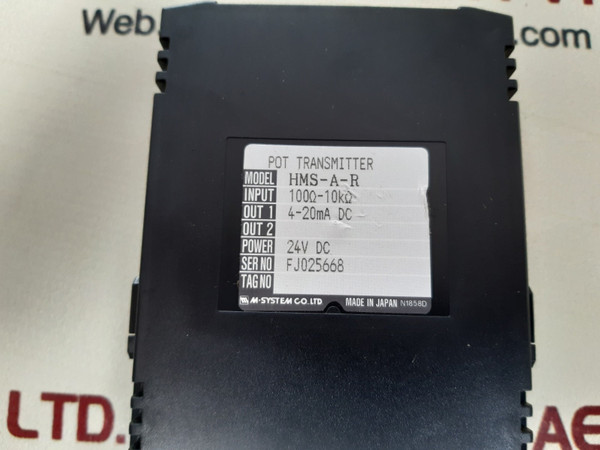 Web. .com
POT TRANSMITTER
MODEL HMS-A-R
INPUT 100Ω-10kΩ
OUT 1 4-20mA DC
OUT 2
POWER 24V DC
SER NO FJ025668
TAG NO
M-SYSTEM CO.,LTD MADE IN JAPAN N1858D
LTD.